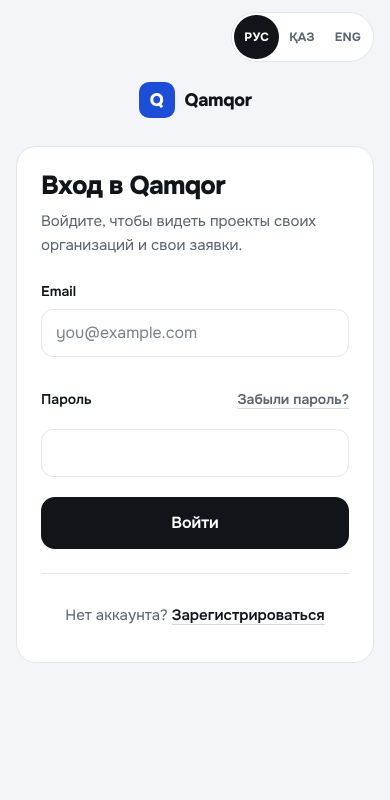 РУС ҚАЗ ENG
Q Qamqor
Вход в Qamqor
Войдите, чтобы видеть проекты своих
организаций и свои заявки.
Email
you@example.com
Пароль Забыли пароль?
Войти
Нет аккаунта? Зарегистрироваться